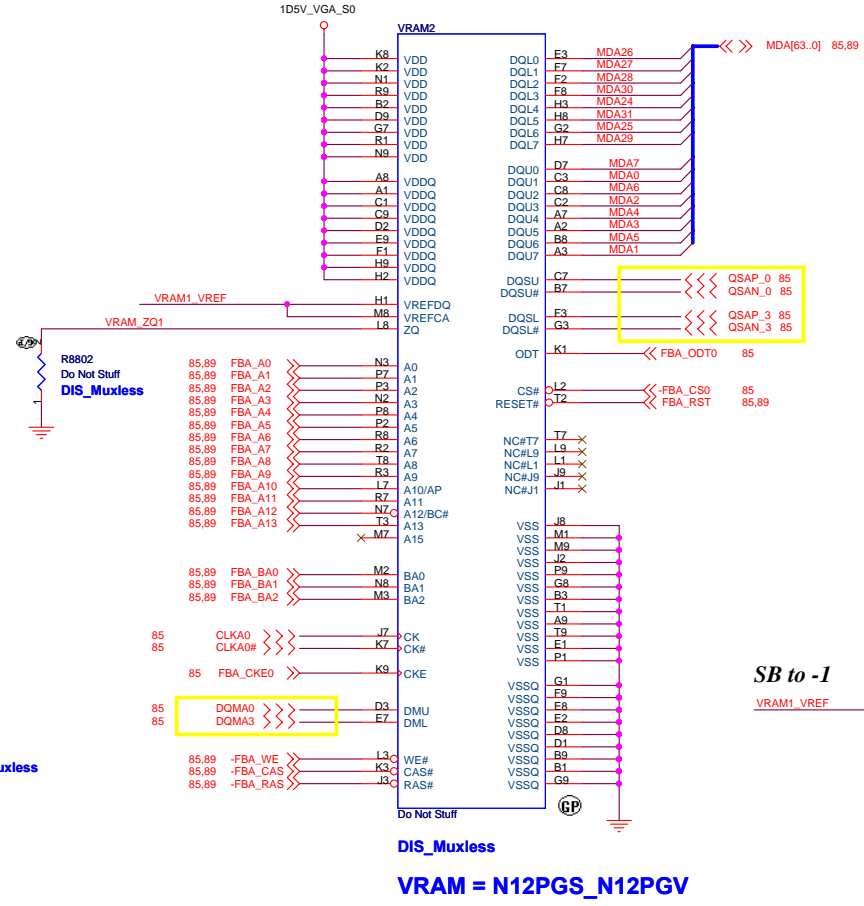 1D5V_VGA_S0
VRAM2
K8 VDD DQL0 E3 MDA26
K2 VDD DQL1 F7 MDA27
N1 VDD DQL2 F2 MDA28
R9 VDD DQL3 F8 MDA30
B2 VDD DQL4 H3 MDA24
D9 VDD DQL5 H8 MDA31
G7 VDD DQL6 G2 MDA25
R1 VDD DQL7 H7 MDA29
N9 VDD
MDA[63..0] 85,89
A8 VDDQ DQU0 D7 MDA7
A1 VDDQ DQU1 C3 MDA0
C1 VDDQ DQU2 C8 MDA6
C9 VDDQ DQU3 C2 MDA2
D2 VDDQ DQU4 A7 MDA4
E9 VDDQ DQU5 A2 MDA3
F1 VDDQ DQU6 B8 MDA5
H9 VDDQ DQU7 A3 MDA1
H2 VDDQ
DQSU C7 QSAP_0 85
DQSU# B7 QSAN_0 85
VRAM1_VREF H1 VREFDQ
M8 VREFCA
DQSL F3 QSAP_3 85
DQSL# G3 QSAN_3 85
VRAM_ZQ1 L8 ZQ
ODT K1 FBA_ODT0 85
2
R8802
Do Not Stuff
DIS_Muxless
1
85,89 FBA_A0 N3 A0
85,89 FBA_A1 P7 A1
85,89 FBA_A2 P3 A2
85,89 FBA_A3 N2 A3
85,89 FBA_A4 P8 A4
85,89 FBA_A5 P2 A5
85,89 FBA_A6 R8 A6
85,89 FBA_A7 R2 A7
85,89 FBA_A8 T8 A8
85,89 FBA_A9 R3 A9
85,89 FBA_A10 L7 A10/AP
85,89 FBA_A11 R7 A11
85,89 FBA_A12 N7 A12/BC#
85,89 FBA_A13 T3 A13
M7 A15
CS# L2 -FBA_CS0 85
RESET# T2 FBA_RST 85,89
NC#T7 T7
NC#L9 L9
NC#L1 L1
NC#J9 J9
NC#J1 J1
VSS J8
VSS M1
VSS M9
VSS J2
VSS P9
VSS G8
VSS B3
VSS T1
VSS A9
VSS T9
VSS E1
VSS P1
85,89 FBA_BA0 M2 BA0
85,89 FBA_BA1 N8 BA1
85,89 FBA_BA2 M3 BA2
85 CLKA0 J7 CK
85 CLKA0# K7 CK#
85 FBA_CKE0 K9 CKE
85 DQMA0 D3 DMU
85 DQMA3 E7 DML
85,89 -FBA_WE L3 WE#
85,89 -FBA_CAS K3 CAS#
85,89 -FBA_RAS J3 RAS#
VSSQ G1
VSSQ F9
VSSQ E8
VSSQ E2
VSSQ D8
VSSQ D1
VSSQ B9
VSSQ B1
VSSQ G9
SB to -1
VRAM1_VREF
uxless
Do Not Stuff
GP
DIS_Muxless
VRAM = N12PGS_N12PGV